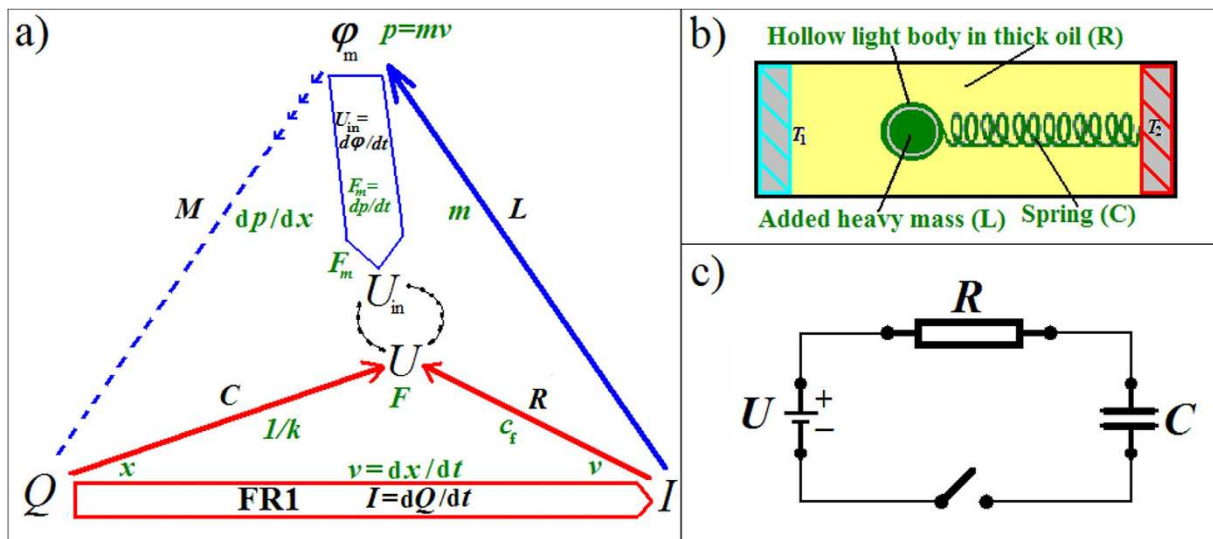 a)
φm p=mv
Uin=
dφ/dt
Fm=
dp/dt
M
dp/dx
m
L
Fm
Uin
U
F
C
1/k
R
cf
x
v=dx/dt
v
Q
FR1
I=dQ/dt
I
b)
Hollow light body in thick oil (R)
T1
T2
Added heavy mass (L)
Spring (C)
c)
R
U
+
−
C